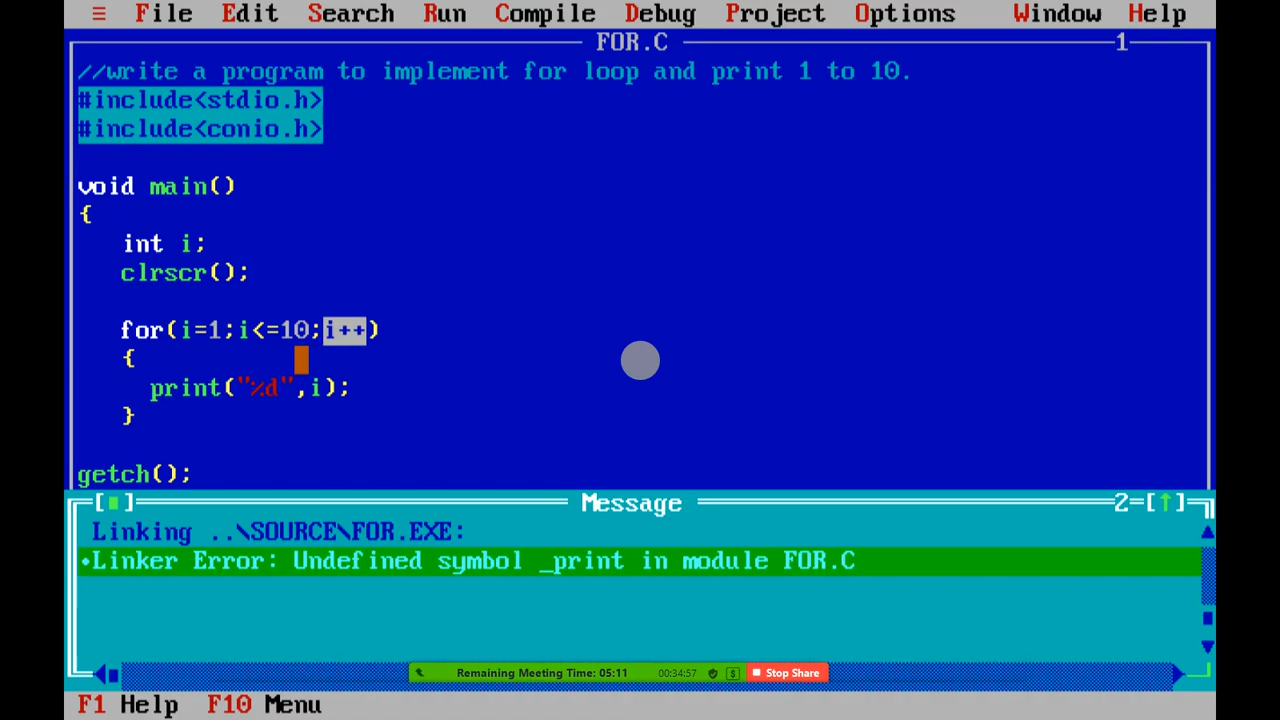 ≡ File Edit Search Run Compile Debug Project Options Window Help
FOR.C 1
//write a program to implement for loop and print 1 to 10.
#include<stdio.h>
#include<conio.h>
void main()
{
int i;
clrscr();
for(i=1;i<=10;i++)
{
print("%d",i);
}
getch();
[■] Message 2=[↑]
Linking ..\SOURCE\FOR.EXE:
•Linker Error: Undefined symbol _print in module FOR.C
Remaining Meeting Time: 05:11 00:34:57 $ Stop Share
F1 Help F10 Menu